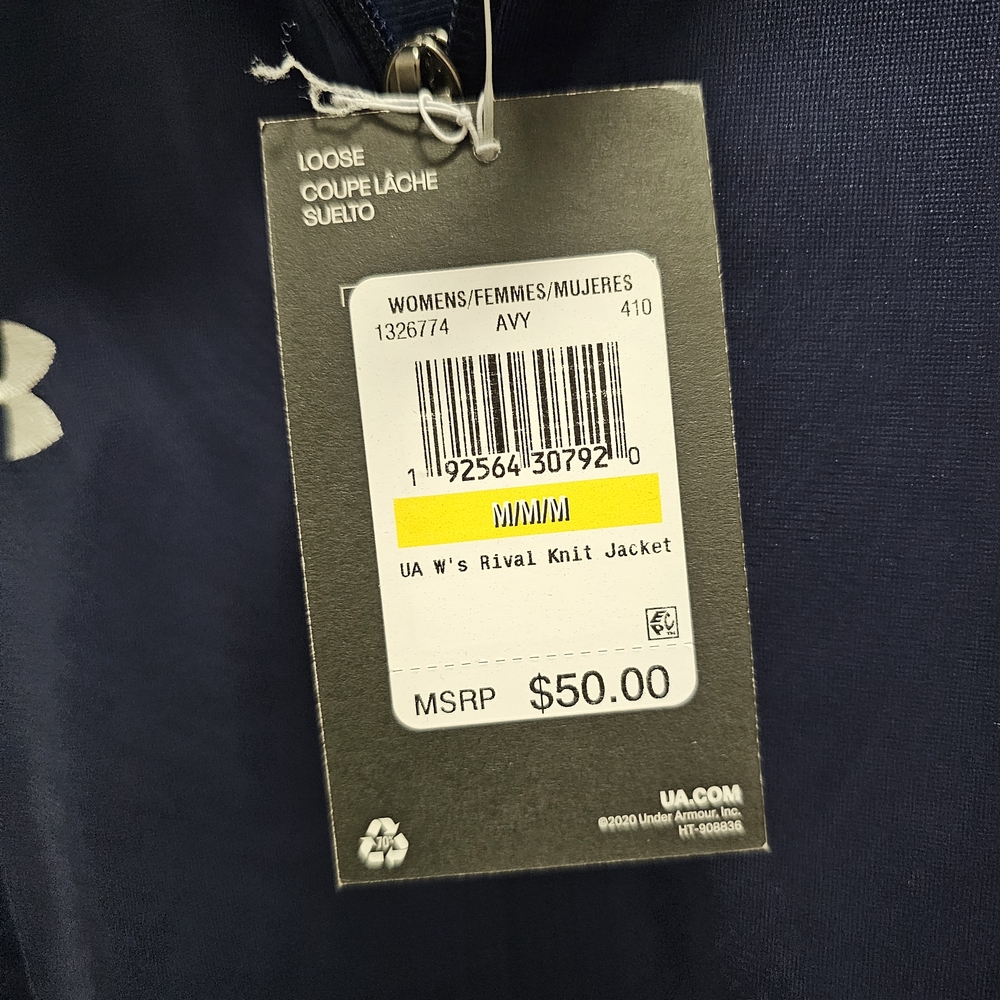 LOOSE
COUPE LÂCHE
SUELTO
WOMENS/FEMMES/MUJERES
1326774 AVY 410
1 92564 30792 0
M/M/M
UA W's Rival Knit Jacket
EPC™
MSRP $50.00
UA.COM
©2020 Under Armour, Inc.
HT-908836